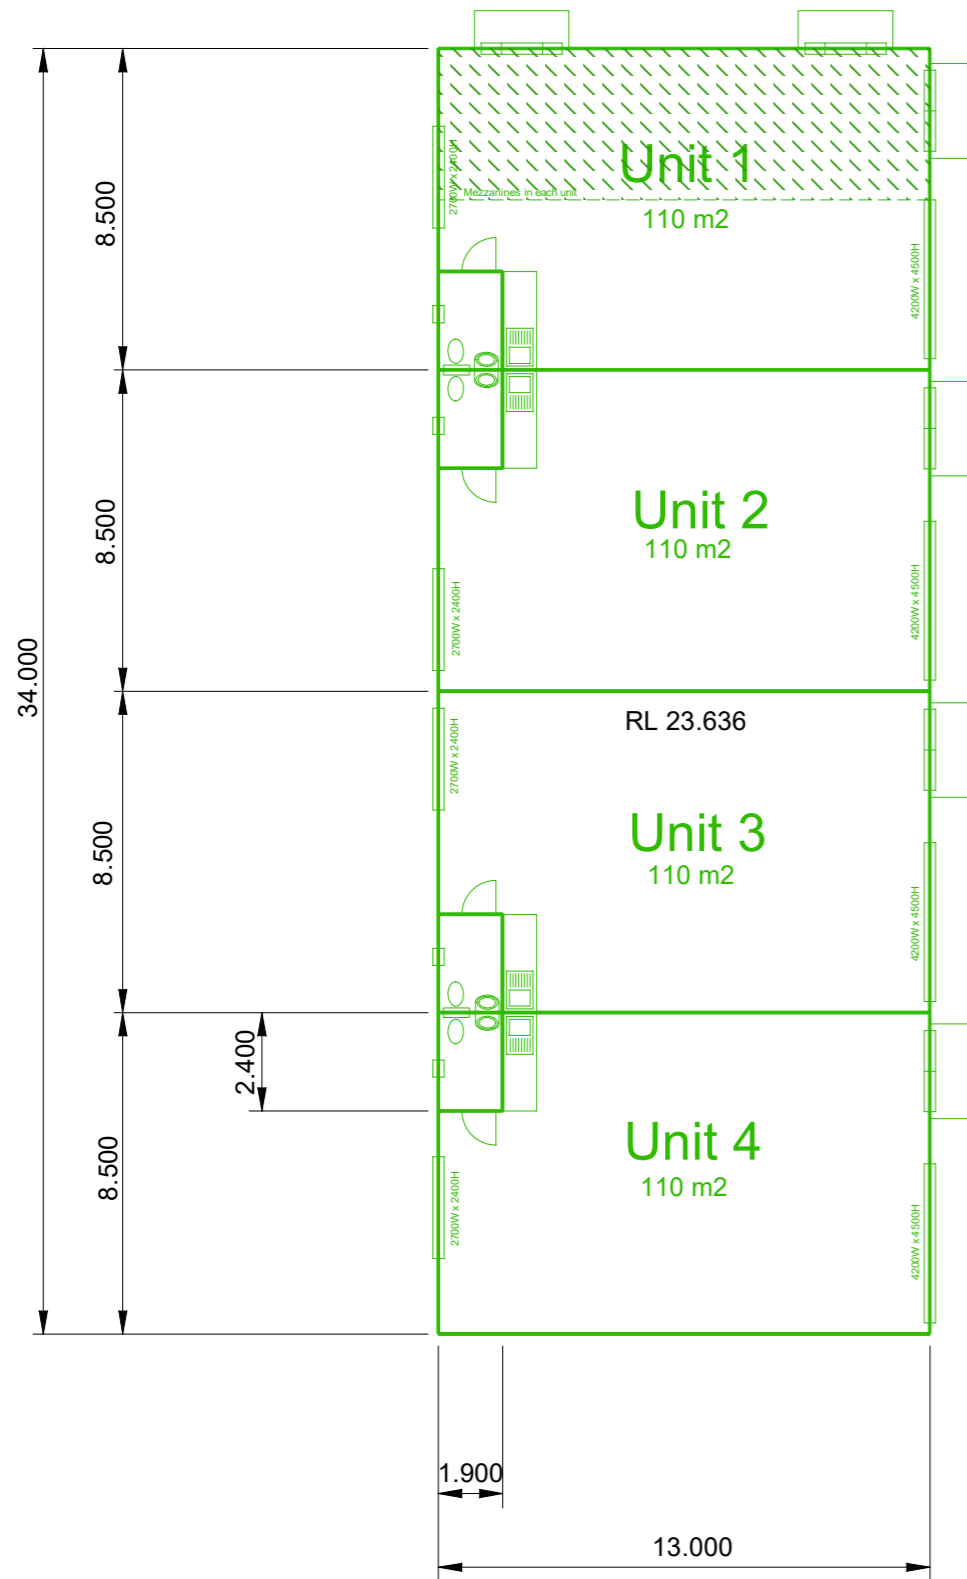 Unit 1
2700W x 2400H
Mezzanines in each unit
110 m2
8.500
4200W x 4500H
Unit 2
110 m2
8.500
2700W x 2400H
4200W x 4500H
34.000
RL 23.636
2700W x 2400H
Unit 3
110 m2
8.500
4200W x 4500H
2.400
Unit 4
110 m2
8.500
2700W x 2400H
4200W x 4500H
1.900
13.000